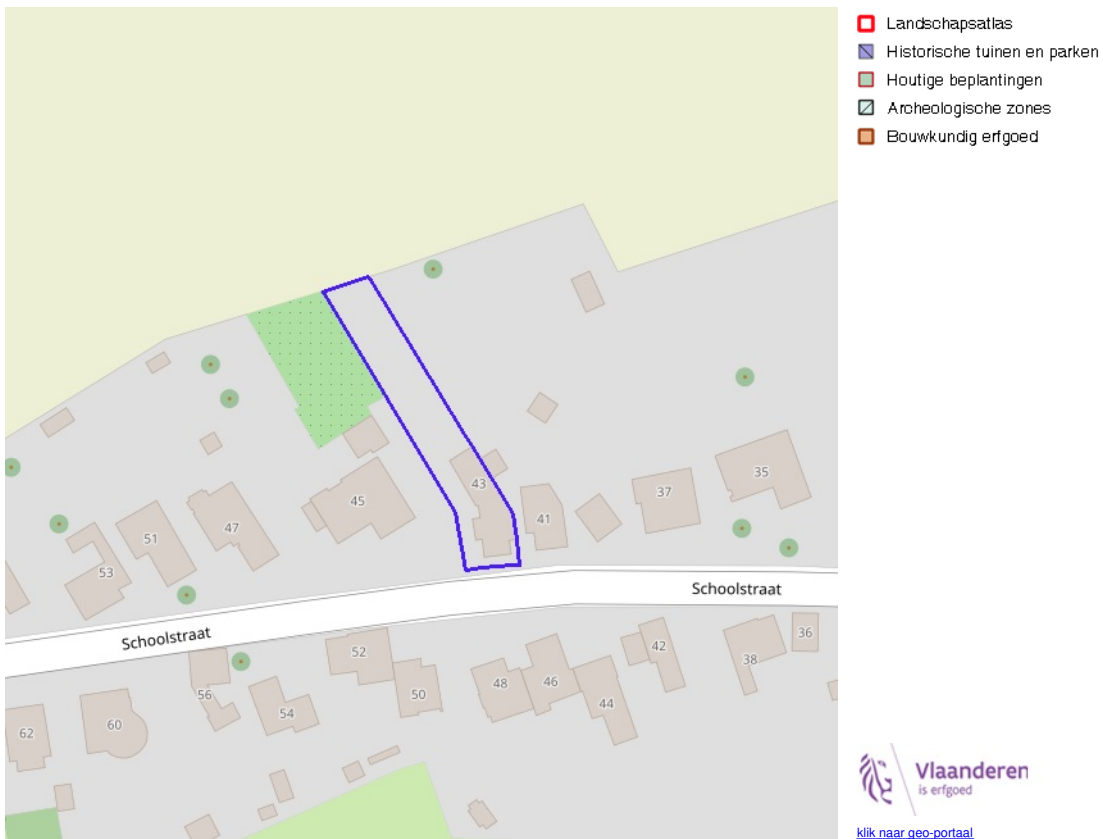 Landschapsatlas
Historische tuinen en parken
Houtige beplantingen
Archeologische zones
Bouwkundig erfgoed
35
37
43
41
45
47
51
53
Schoolstraat
Schoolstraat
36
42
38
52
48
46
50
44
56
54
60
62
Vlaanderen
is erfgoed
klik naar geo-portaal